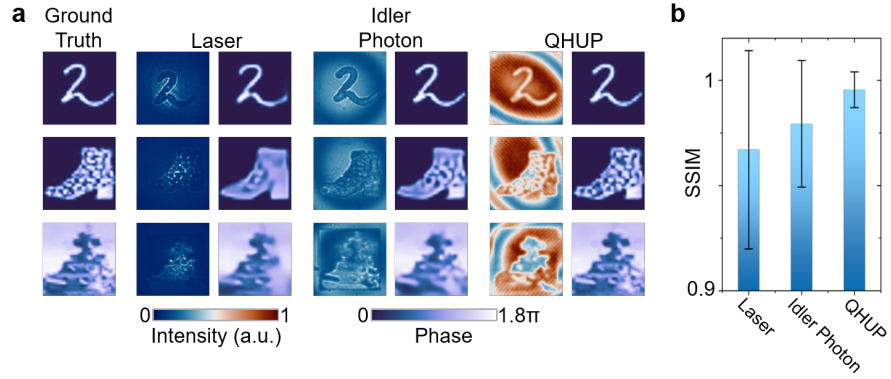 a
Ground Truth
Laser
Idler Photon
QHUP
0
1
Intensity (a.u.)
0
1.8π
Phase
b
SSIM
1
0.9
Laser
Idler Photon
QHUP